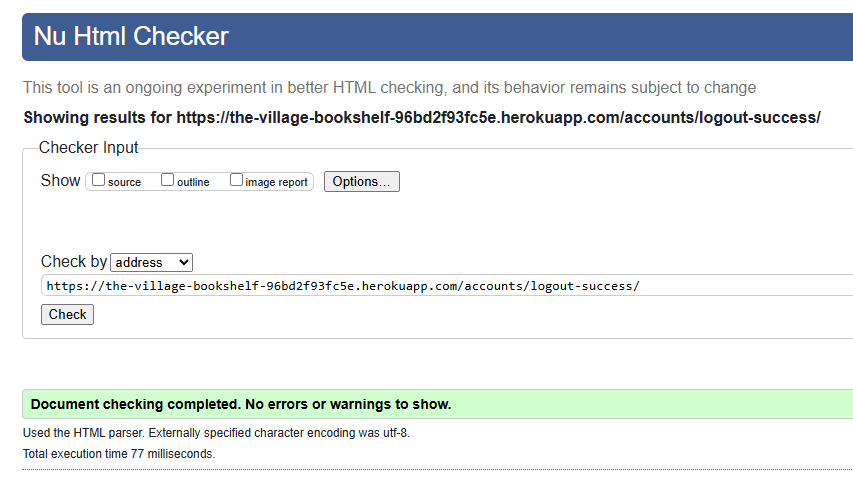 Nu Html Checker
This tool is an ongoing experiment in better HTML checking, and its behavior remains subject to change
Showing results for https://the-village-bookshelf-96bd2f93fc5e.herokuapp.com/accounts/logout-success/
Checker Input
Show source outline image report Options...
Check by address
https://the-village-bookshelf-96bd2f93fc5e.herokuapp.com/accounts/logout-success/
Check
Document checking completed. No errors or warnings to show.
Used the HTML parser. Externally specified character encoding was utf-8.
Total execution time 77 milliseconds.